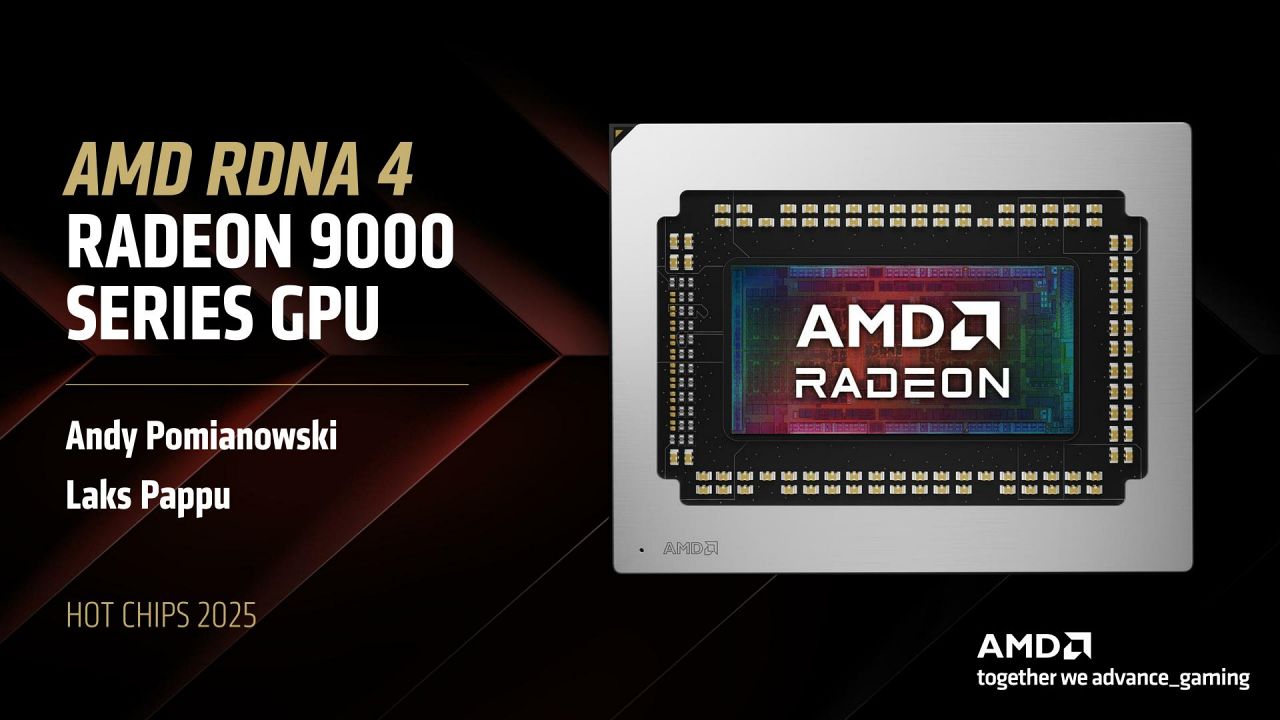 AMD RDNA 4
RADEON 9000
SERIES GPU
Andy Pomianowski
Laks Pappu
HOT CHIPS 2025
AMD
RADEON
AMD
AMD
together we advance_gaming